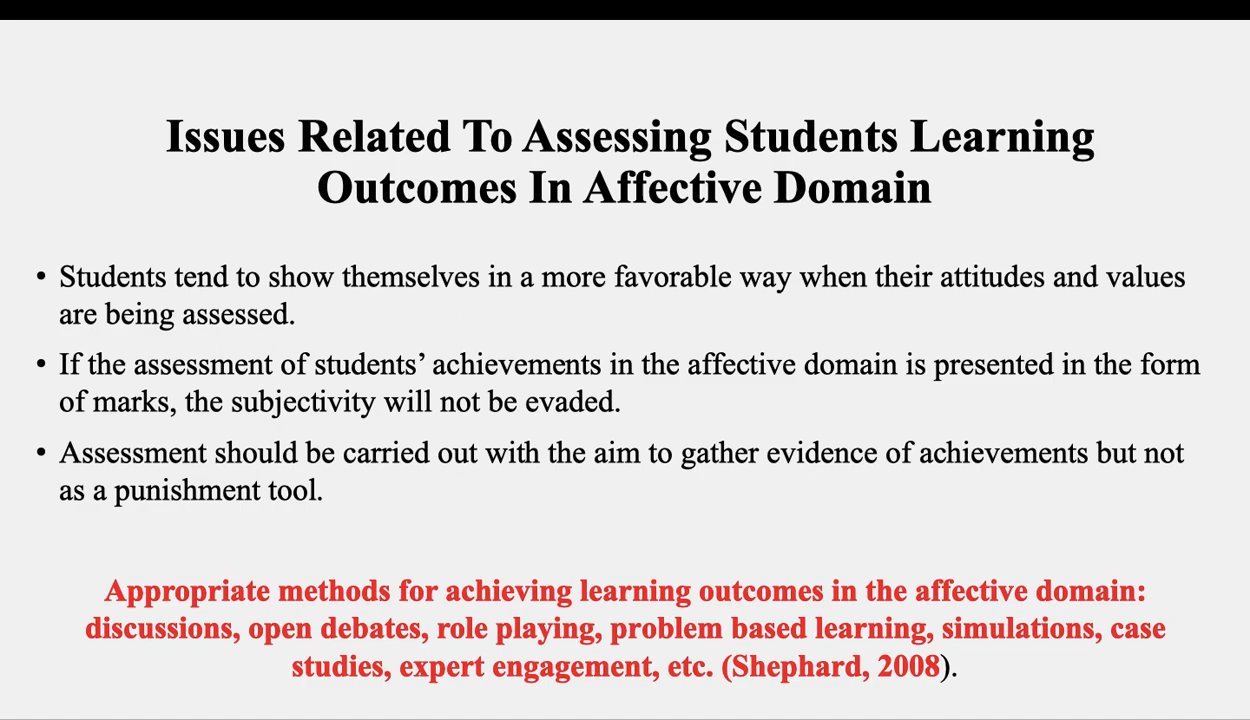 Issues Related To Assessing Students Learning
Outcomes In Affective Domain
• Students tend to show themselves in a more favorable way when their attitudes and values
are being assessed.
• If the assessment of students’ achievements in the affective domain is presented in the form
of marks, the subjectivity will not be evaded.
• Assessment should be carried out with the aim to gather evidence of achievements but not
as a punishment tool.
Appropriate methods for achieving learning outcomes in the affective domain:
discussions, open debates, role playing, problem based learning, simulations, case
studies, expert engagement, etc. (Shephard, 2008).